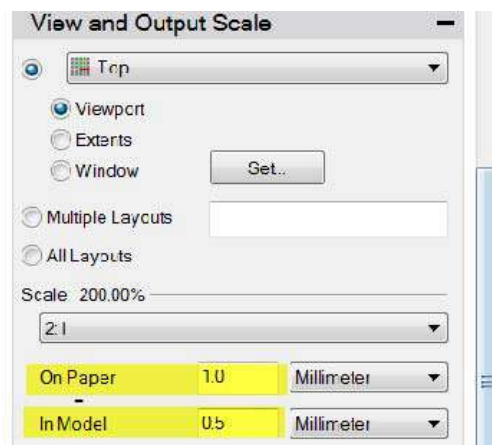 View and Output Scale
Top
Viewport
Extents
Window Set..
Multiple Layouts
All Layouts
Scale 200.00%
2:1
On Paper 1.0 Millimeter
In Model 0.5 Millimeter